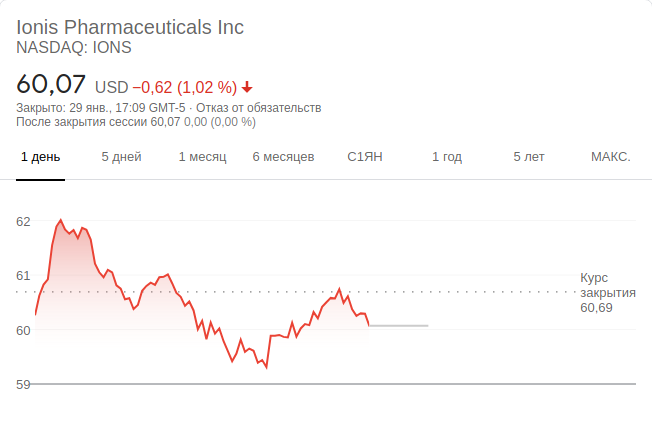 Ionis Pharmaceuticals Inc
NASDAQ: IONS
60,07 USD −0,62 (1,02 %)
Закрыто: 29 янв., 17:09 GMT-5 · Отказ от обязательств
После закрытия сессии 60,07 0,00 (0,00 %)
1 день 5 дней 1 месяц 6 месяцев С1ЯН 1 год 5 лет МАКС.
62
61
Курс
закрытия
60,69
60
59